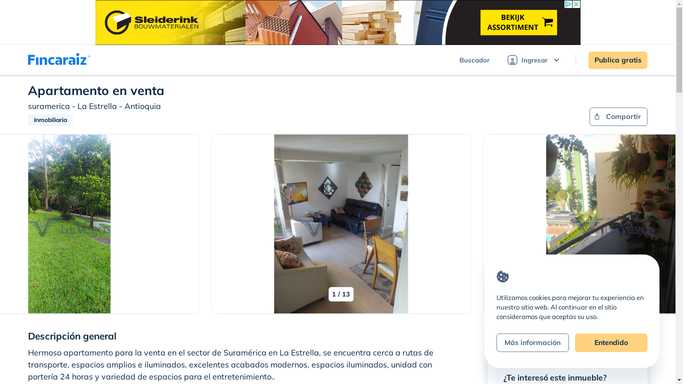 Sleiderink
BOUWMATERIALEN
BEKIJK
ASSORTIMENT
Fincaraiz
Buscador
Ingresar
Publica gratis
Apartamento en venta
suramerica - La Estrella - Antioquia
Inmobiliaria
Compartir
1 / 13
Utilizamos cookies para mejorar tu experiencia en
nuestro sitio web. Al continuar en el sitio
consideramos que aceptas su uso.
Más información
Entendido
Descripción general
Hermoso apartamento para la venta en el sector de Suramérica en La Estrella, se encuentra cerca a rutas de
transporte, espacios amplios e iluminados, excelentes acabados modernos, espacios iluminados, unidad con
portería 24 horas y variedad de espacios para el entretenimiento..
¿Te interesó este inmueble?